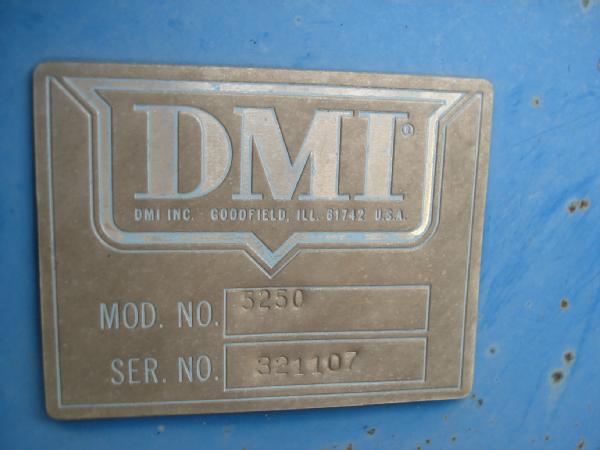 DMI®
DMI INC. GOODFIELD, ILL. 61742 U.S.A.
MOD. NO. 5250
SER. NO. 321107